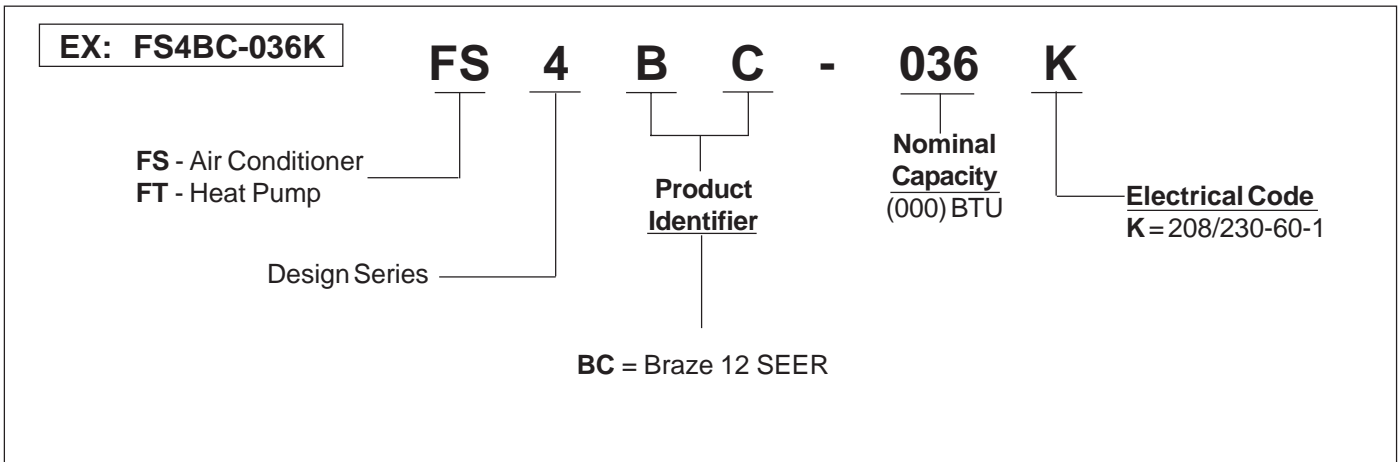 EX: FS4BC-036K
FS 4 B C - 036 K
FS - Air Conditioner
FT - Heat Pump
Design Series
Product
Identifier
BC = Braze 12 SEER
Nominal
Capacity
(000) BTU
Electrical Code
K = 208/230-60-1